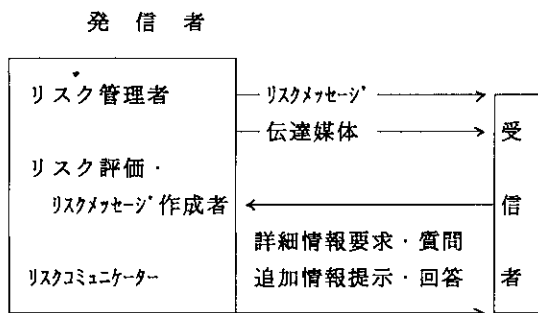 発信者
リスク管理者
リスクメッセージ
伝達媒体
リスク評価・
リスクメッセージ作成者
リスクコミュニケーター
詳細情報要求・質問
追加情報提示・回答
受信者